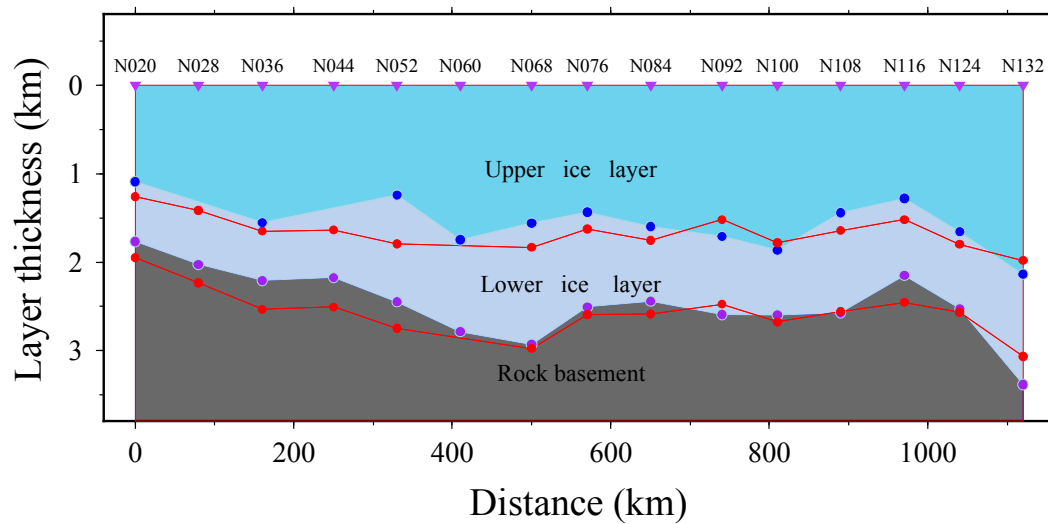 N020 N028 N036 N044 N052 N060 N068 N076 N084 N092 N100 N108 N116 N124 N132
0
1
2
3
Layer thickness (km)
Upper ice layer
Lower ice layer
Rock basement
0 200 400 600 800 1000
Distance (km)